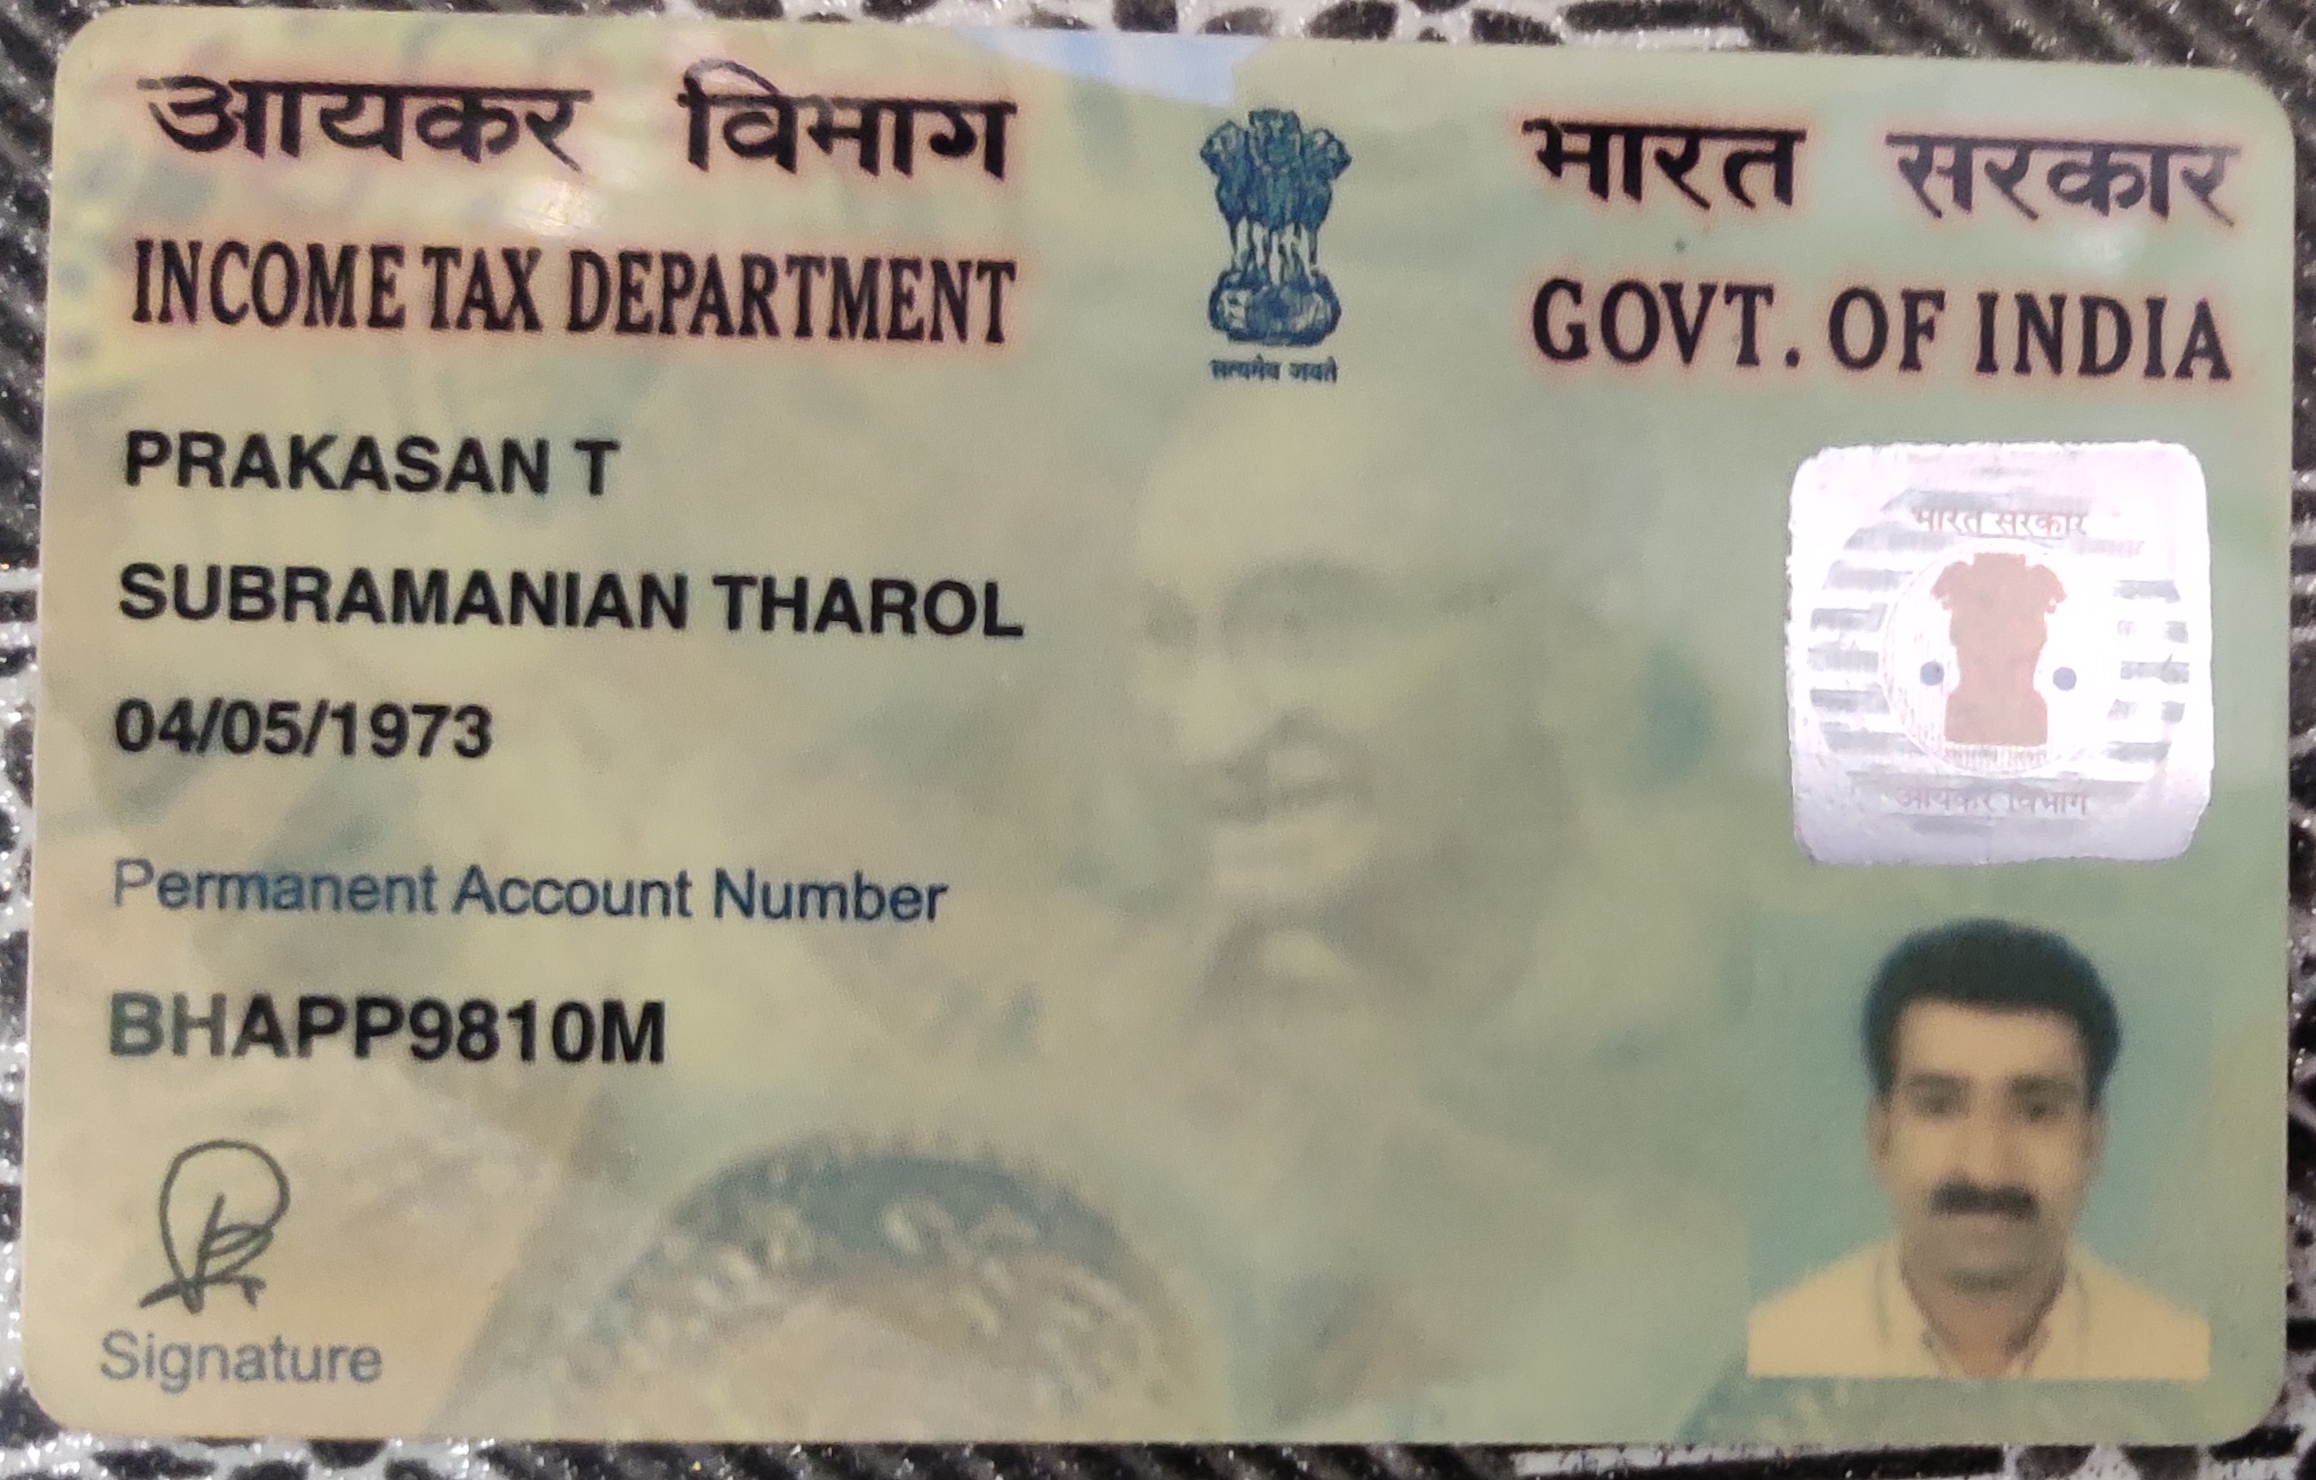 आयकर विभाग
INCOME TAX DEPARTMENT
सत्यमेव जयते
भारत सरकार
GOVT. OF INDIA
PRAKASAN T
SUBRAMANIAN THAROL
04/05/1973
Permanent Account Number
BHAPP9810M
Signature
भारत सरकार
आयकर विभाग